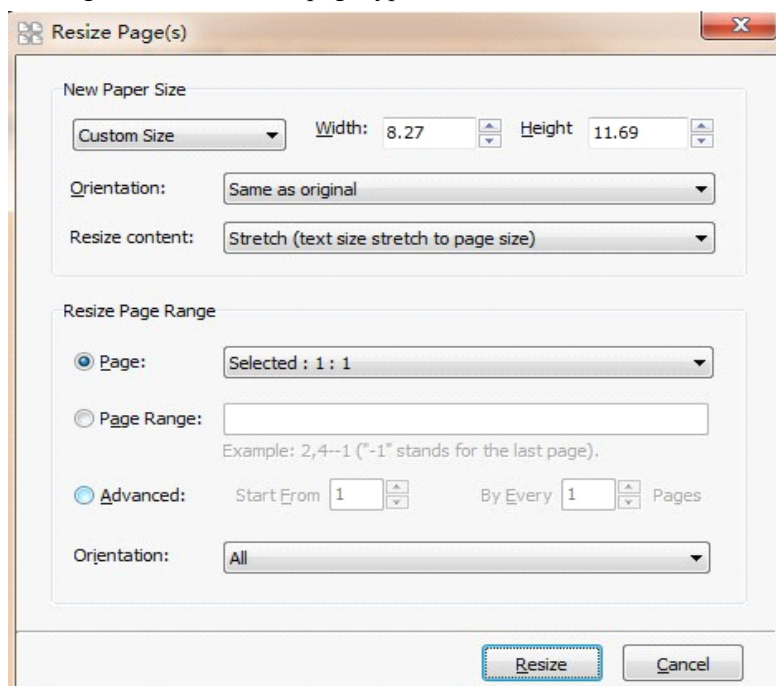 Resize Page(s)
New Paper Size
Custom Size Width: 8.27 Height 11.69
Orientation: Same as original
Resize content: Stretch (text size stretch to page size)
Resize Page Range
Page: Selected : 1 : 1
Page Range:
Example: 2,4--1 ("-1" stands for the last page).
Advanced: Start From 1 By Every 1 Pages
Orientation: All
Resize Cancel